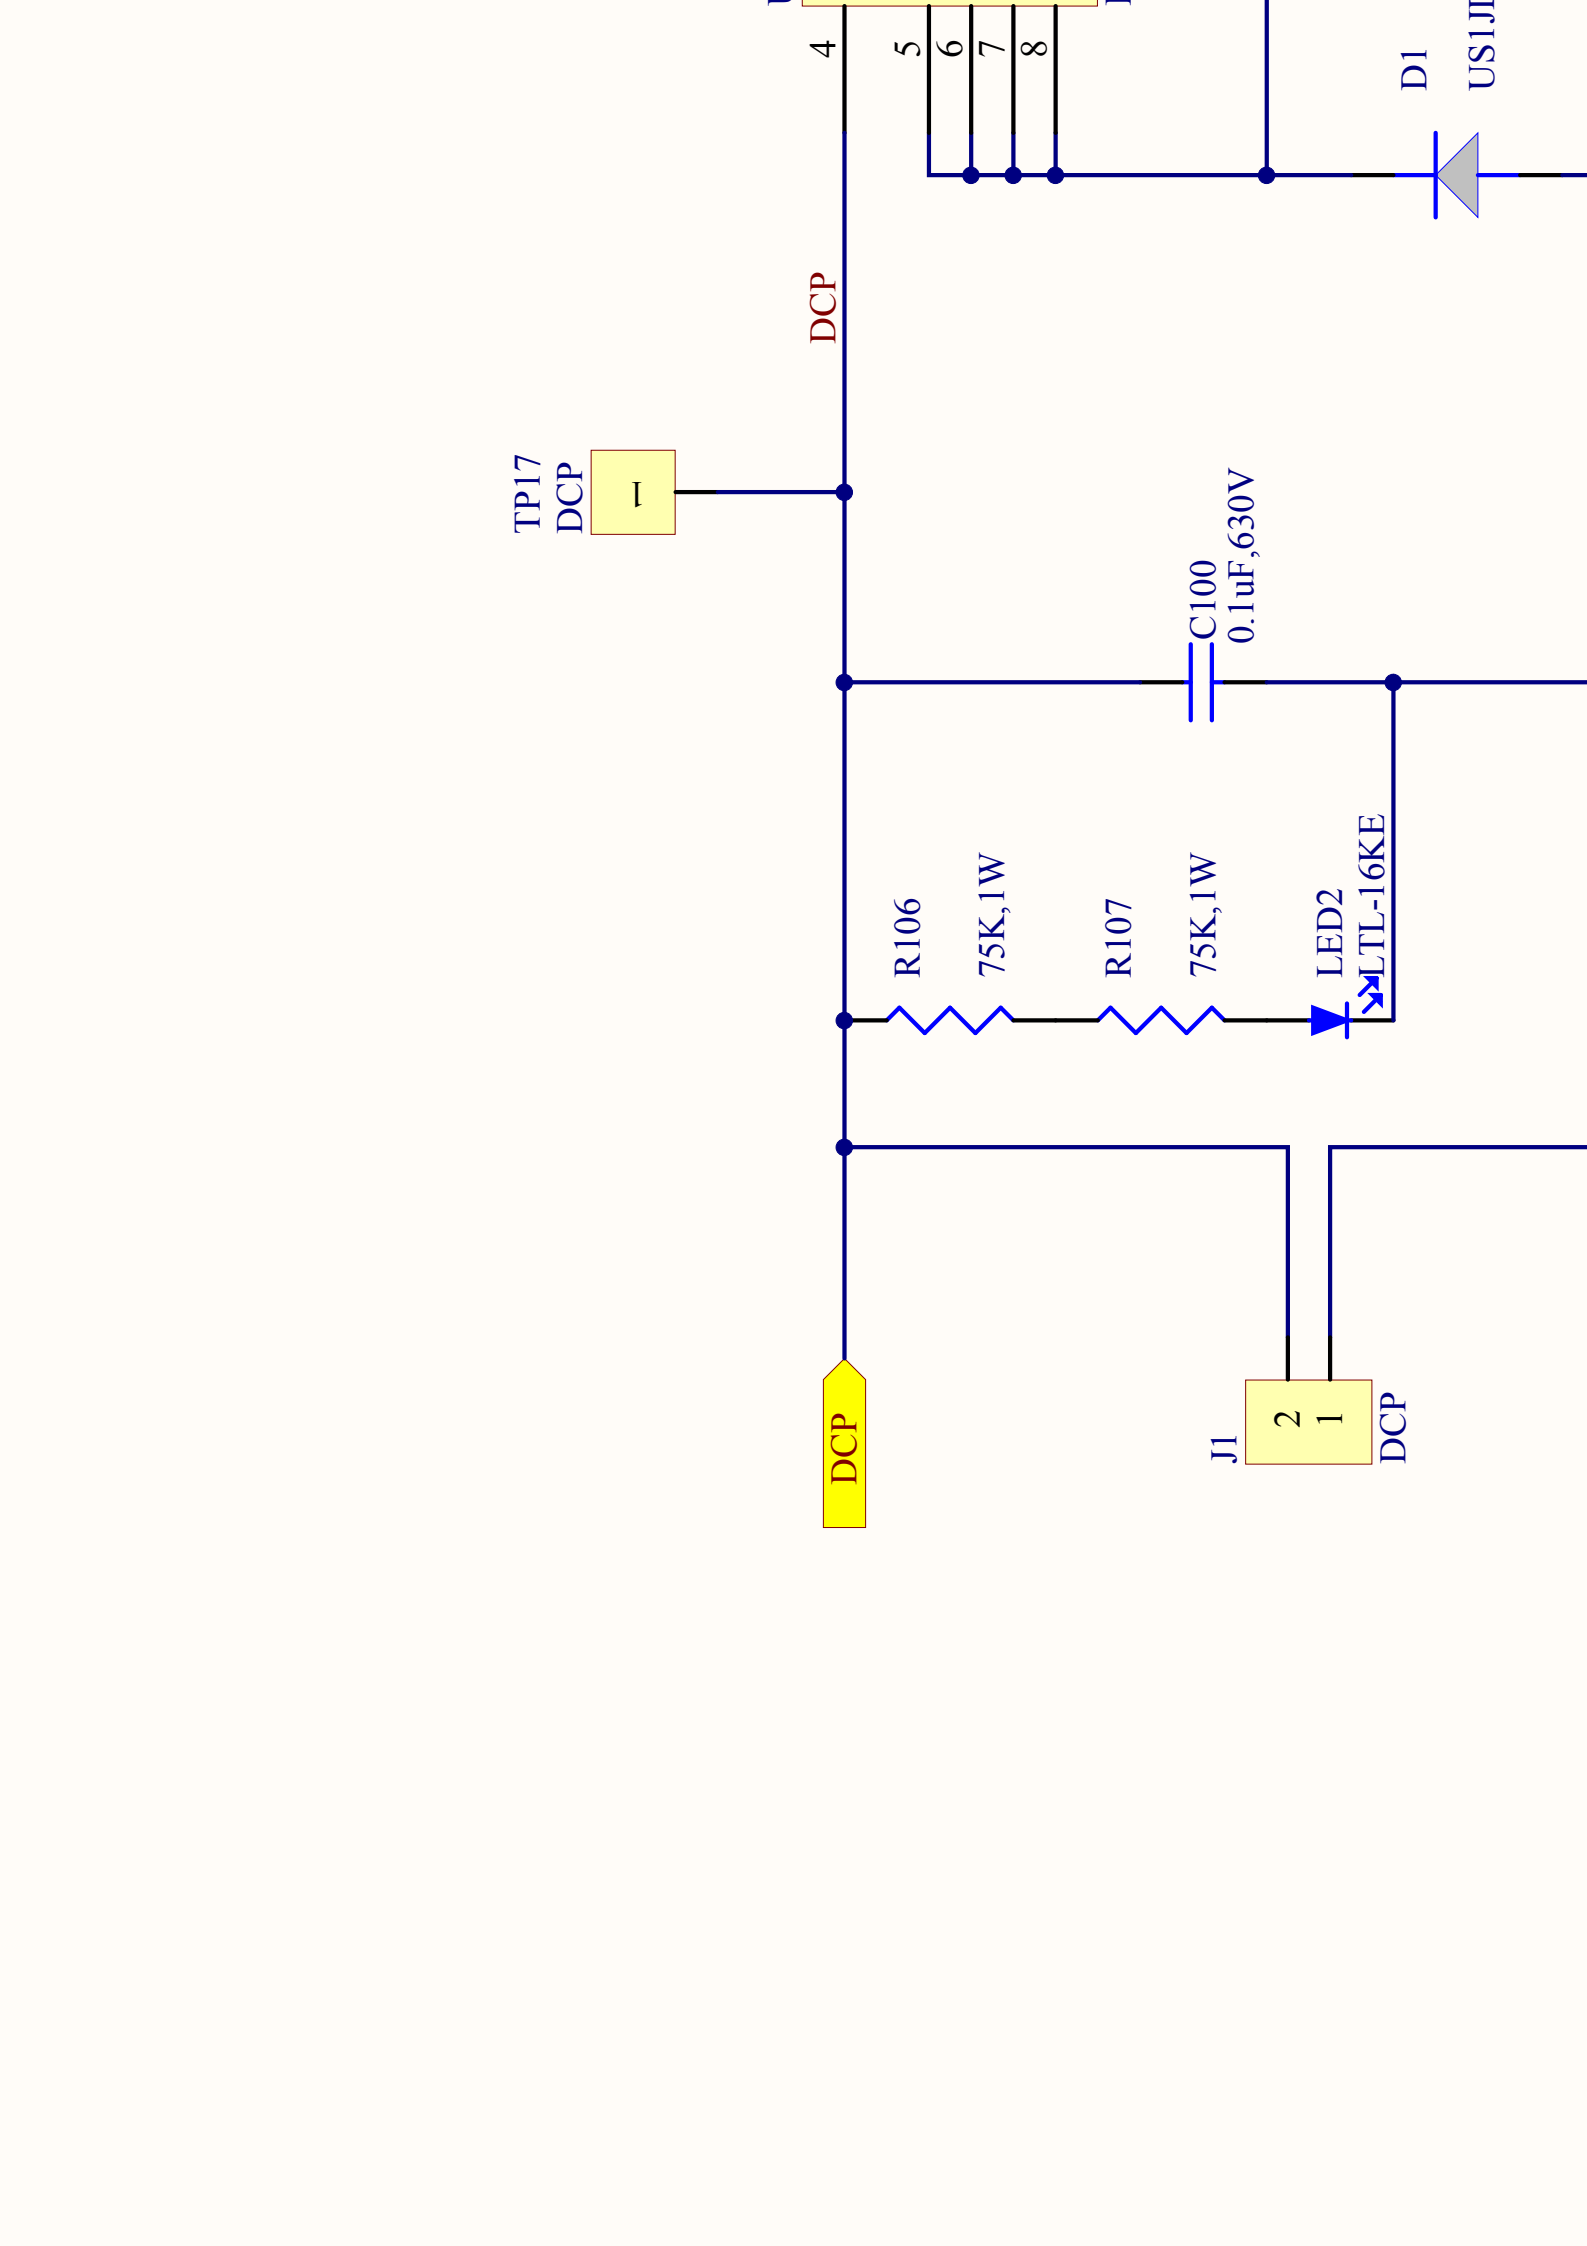 4
5
6
7
8
D1
DCP
TP17
DCP
1
C100
0.1uF,630V
R106
75K,1W
R107
75K,1W
LED2
LTL-16KE
J1
2
1
DCP
DCP